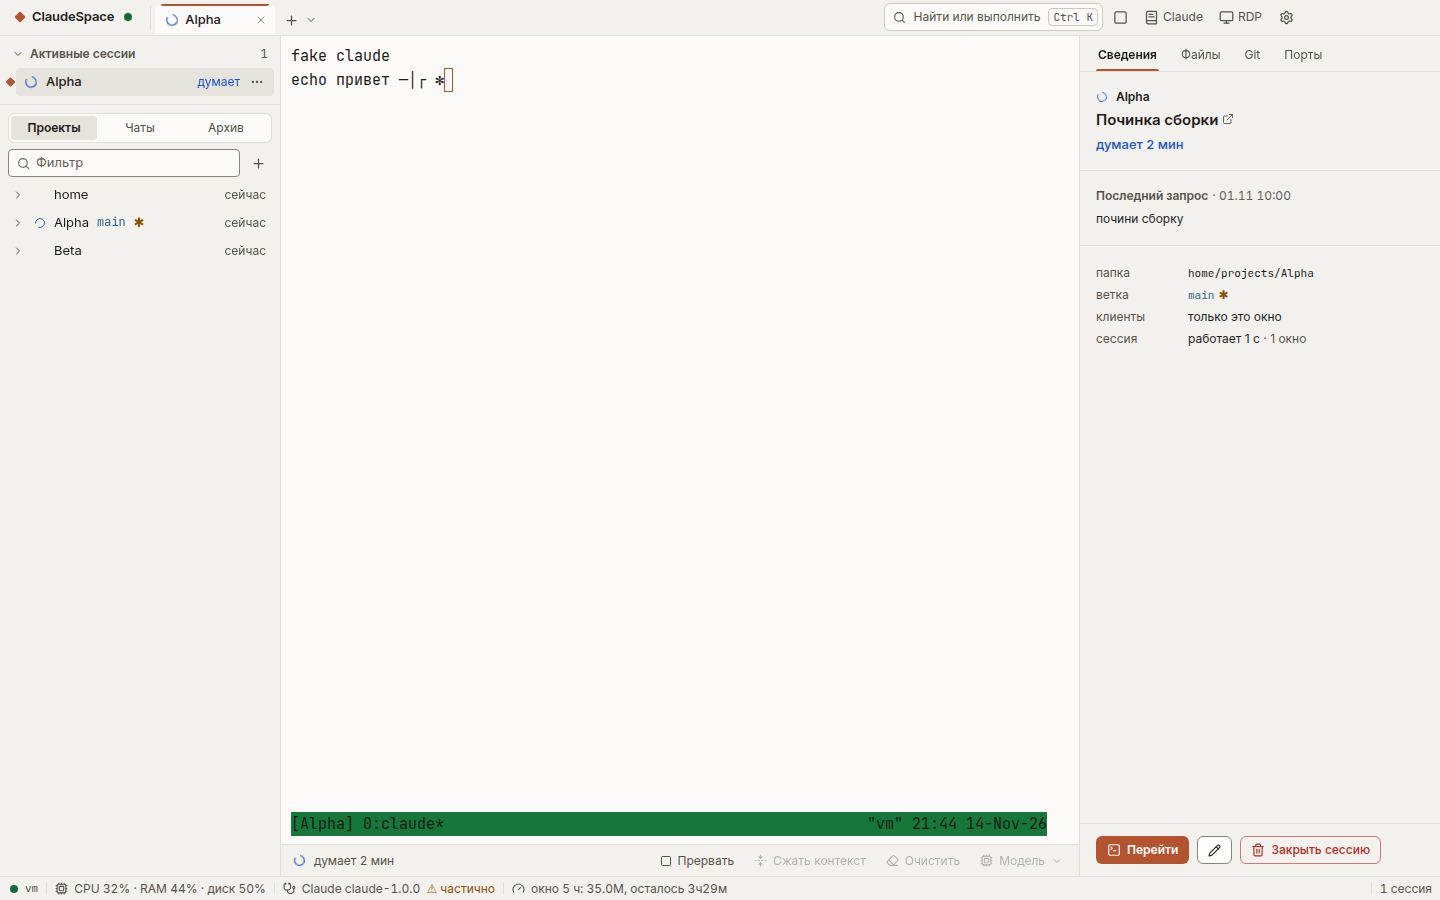 ClaudeSpace
Alpha
Найти или выполнить Ctrl K
Claude
RDP
Активные сессии 1
Alpha думает ···
Проекты Чаты Архив
Фильтр
home сейчас
Alpha main ✱ сейчас
Beta сейчас
fake claude
echo привет ─│┌ ✻
[Alpha] 0:claude* "vm" 21:44 14-Nov-26
думает 2 мин
Прервать Сжать контекст Очистить Модель
Сведения Файлы Git Порты
Alpha
Починка сборки
думает 2 мин
Последний запрос · 01.11 10:00
почини сборку
папка home/projects/Alpha
ветка main ✱
клиенты только это окно
сессия работает 1 с · 1 окно
Перейти Закрыть сессию
vm CPU 32% · RAM 44% · диск 50% Claude claude-1.0.0 ⚠ частично окно 5 ч: 35.0M, осталось 3ч29м 1 сессия